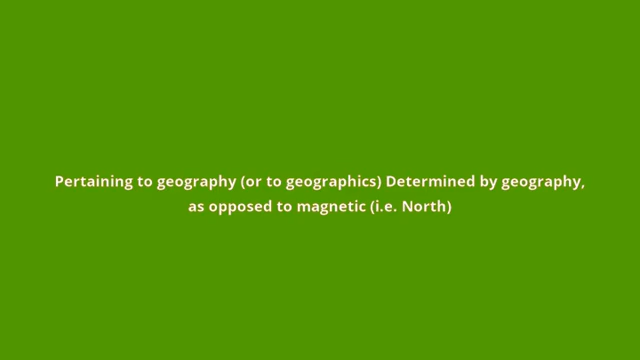 Pertaining to geography (or to geographics) Determined by geography,
as opposed to magnetic (i.e. North)